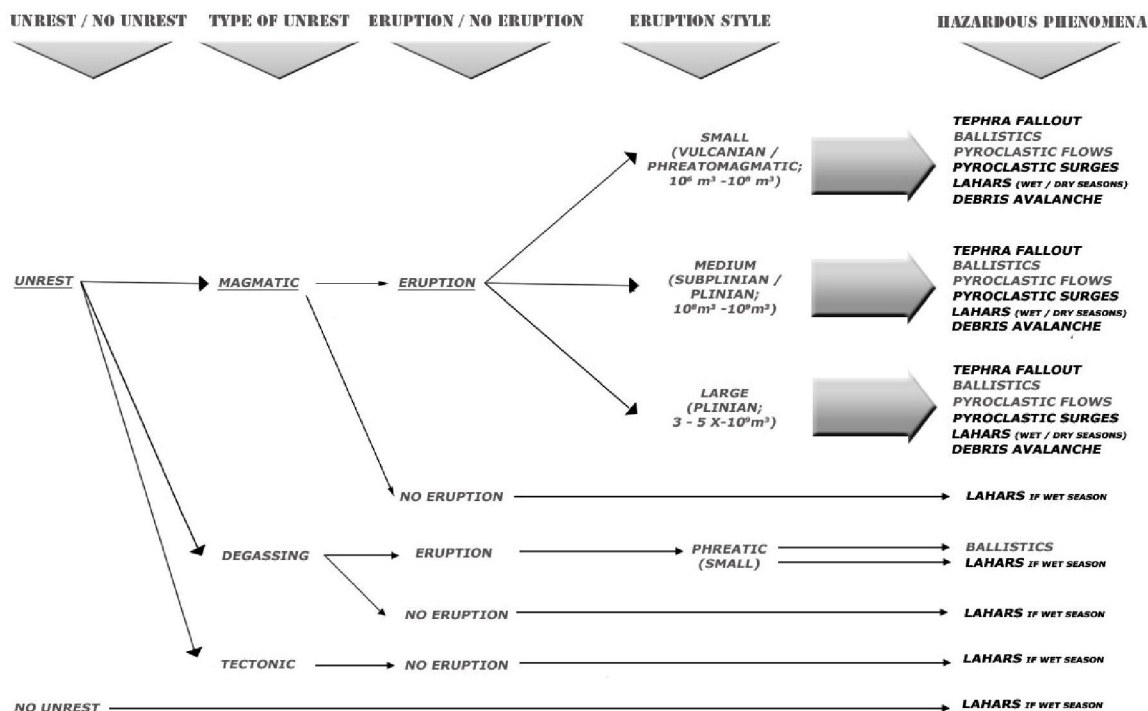 UNREST / NO UNREST
TYPE OF UNREST
ERUPTION / NO ERUPTION
ERUPTION STYLE
HAZARDOUS PHENOMENA
UNREST
MAGMATIC
ERUPTION
SMALL
(VULCANIAN /
PHREATOMAGMATIC;
10⁶ m³ -10⁸ m³)
TEPHRA FALLOUT
BALLISTICS
PYROCLASTIC FLOWS
PYROCLASTIC SURGES
LAHARS (WET / DRY SEASONS)
DEBRIS AVALANCHE
MEDIUM
(SUBPLINIAN /
PLINIAN;
10⁸m³ -10⁹m³)
TEPHRA FALLOUT
BALLISTICS
PYROCLASTIC FLOWS
PYROCLASTIC SURGES
LAHARS (WET / DRY SEASONS)
DEBRIS AVALANCHE
LARGE
(PLINIAN;
3 - 5 X-10⁹m³)
TEPHRA FALLOUT
BALLISTICS
PYROCLASTIC FLOWS
PYROCLASTIC SURGES
LAHARS (WET / DRY SEASONS)
DEBRIS AVALANCHE
NO ERUPTION
LAHARS IF WET SEASON
DEGASSING
ERUPTION
PHREATIC
(SMALL)
BALLISTICS
LAHARS IF WET SEASON
NO ERUPTION
LAHARS IF WET SEASON
TECTONIC
NO ERUPTION
LAHARS IF WET SEASON
NO UNREST
LAHARS IF WET SEASON